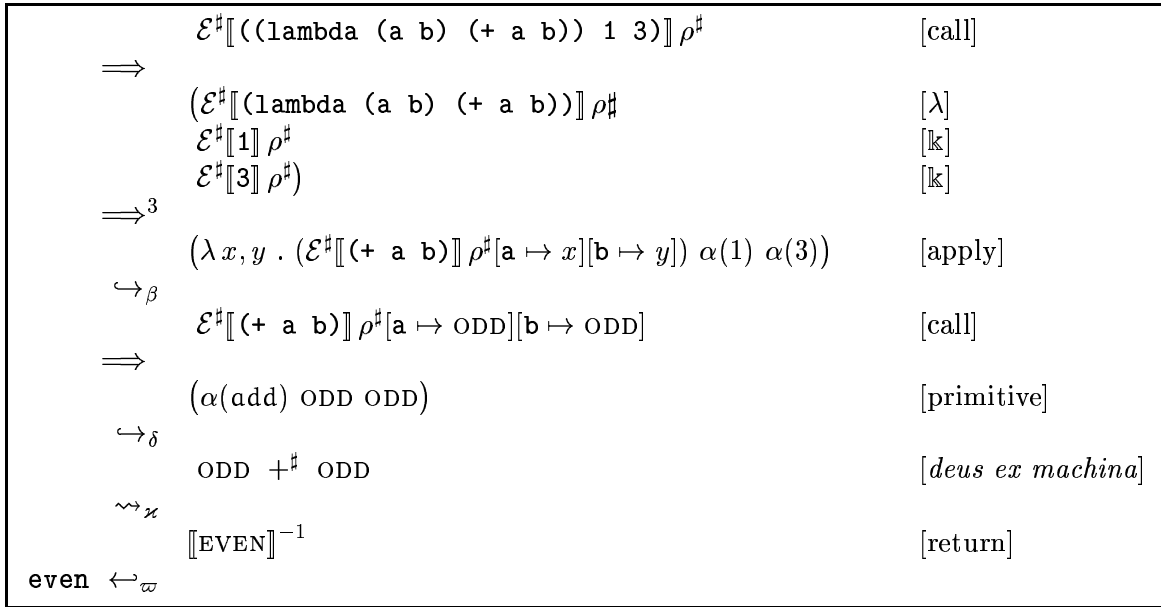 ℰ♯⟦((lambda (a b) (+ a b)) 1 3)⟧ ρ♯ [call]
⟹
(ℰ♯⟦(lambda (a b) (+ a b))⟧ ρ♯ [λ]
ℰ♯⟦1⟧ ρ♯ [𝕜]
ℰ♯⟦3⟧ ρ♯) [𝕜]
⟹³
(λ x, y . (ℰ♯⟦(+ a b)⟧ ρ♯[a ↦ x][b ↦ y]) α(1) α(3)) [apply]
↪β
ℰ♯⟦(+ a b)⟧ ρ♯[a ↦ ODD][b ↦ ODD] [call]
⟹
(α(add) ODD ODD) [primitive]
↪δ
ODD +♯ ODD [deus ex machina]
⇝ϰ
⟦EVEN⟧⁻¹ [return]
even ↩ϖ